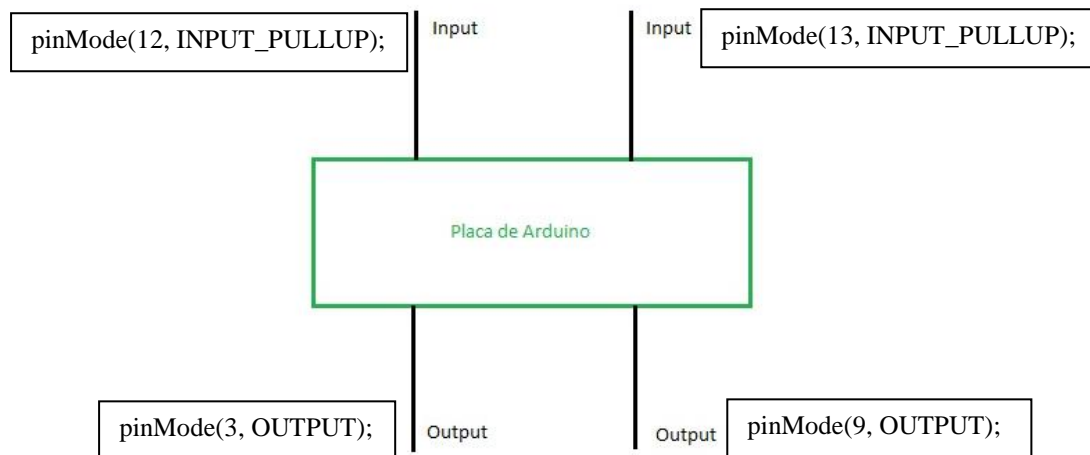 pinMode(12, INPUT_PULLUP);
Input
Input
pinMode(13, INPUT_PULLUP);
Placa de Arduino
pinMode(3, OUTPUT);
Output
Output
pinMode(9, OUTPUT);